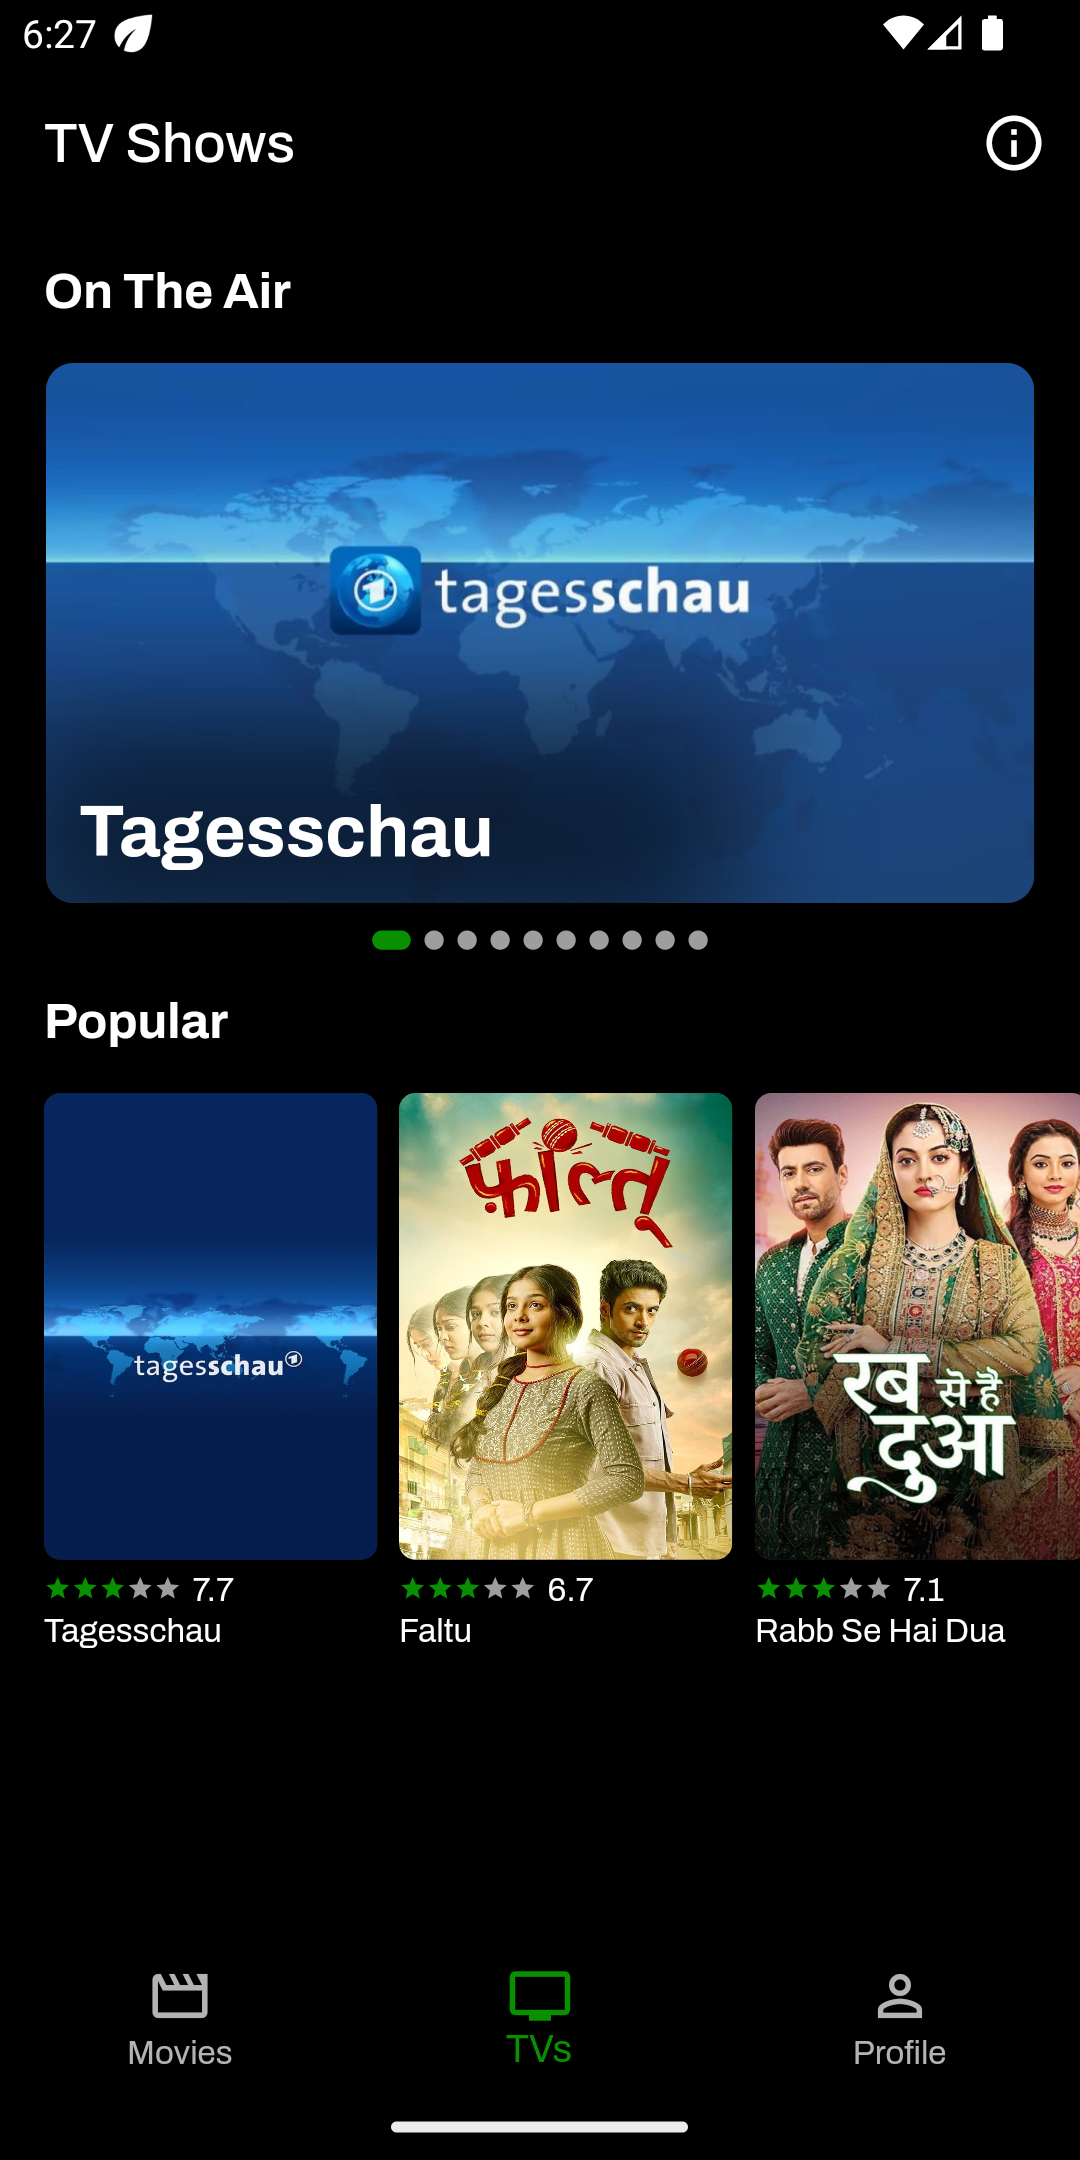 6:27
TV Shows
On The Air
tagesschau
Tagesschau
Popular
tagesschau
फ़ालतू
रब
से है
दुआ
7.7
6.7
7.1
Tagesschau
Faltu
Rabb Se Hai Dua
Movies
TVs
Profile